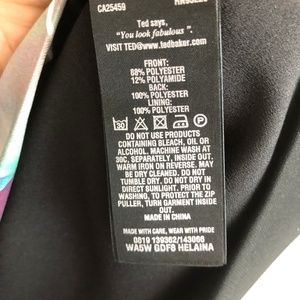 CA25459
Ted says,
"You look fabulous".
VISIT TED@www.tedbaker.com
FRONT:
88% POLYESTER
12% POLYAMIDE
BACK:
100% POLYESTER
LINING:
100% POLYESTER
30
DO NOT USE PRODUCTS
CONTAINING BLEACH, OIL OR
ALCOHOL. MACHINE WASH AT
30C, SEPARATELY, INSIDE OUT.
WARM IRON ON REVERSE. MAY
BE DRY CLEANED. DO NOT
TUMBLE DRY. DO NOT DRY IN
DIRECT SUNLIGHT. PRIOR TO
WASHING, TO PROTECT THE ZIP
PULLER, TURN GARMENT INSIDE
OUT.
MADE IN CHINA
MADE WITH CARE, WEAR WITH PRIDE
0819 139362/143066
WA5W GDF8 HELAINA